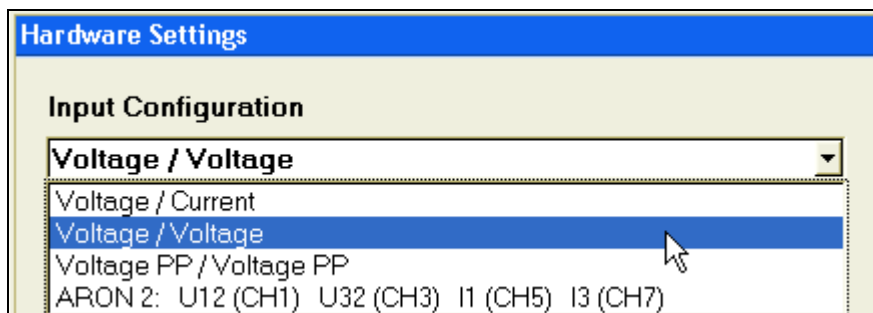 Hardware Settings
Input Configuration
Voltage / Voltage
Voltage / Current
Voltage / Voltage
Voltage PP / Voltage PP
ARON 2: U12 (CH1) U32 (CH3) I1 (CH5) I3 (CH7)